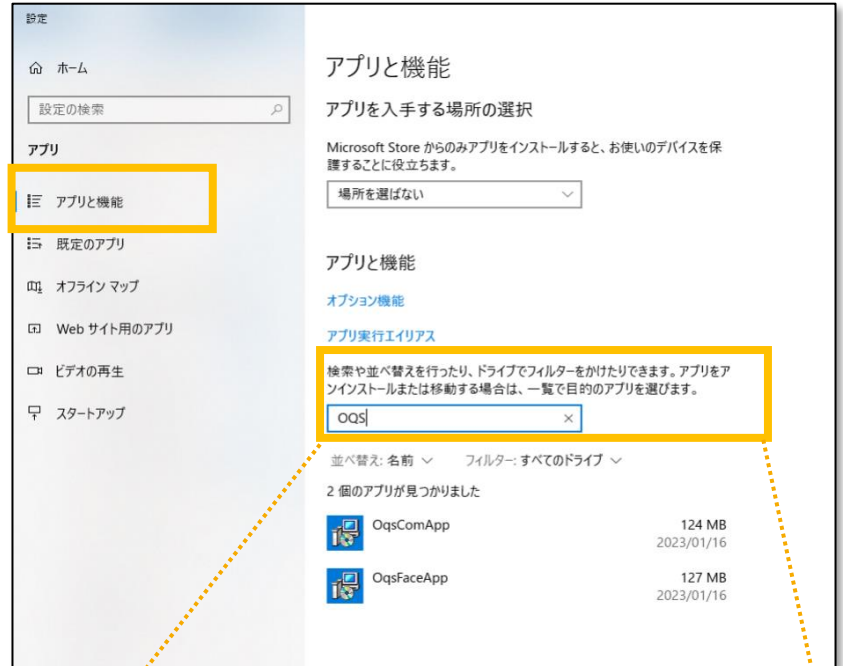 設定
ホーム
設定の検索
アプリ
アプリと機能
既定のアプリ
オフライン マップ
Web サイト用のアプリ
ビデオの再生
スタートアップ
アプリと機能
アプリを入手する場所の選択
Microsoft Store からのみアプリをインストールすると、お使いのデバイスを保
護することに役立ちます。
場所を選ばない
アプリと機能
オプション機能
アプリ実行エイリアス
検索や並べ替えを行ったり、ドライブでフィルターをかけたりできます。アプリをア
ンインストールまたは移動する場合は、一覧で目的のアプリを選びます。
OQS
並べ替え: 名前 フィルター: すべてのドライブ
2 個のアプリが見つかりました
OqsComApp 124 MB
2023/01/16
OqsFaceApp 127 MB
2023/01/16